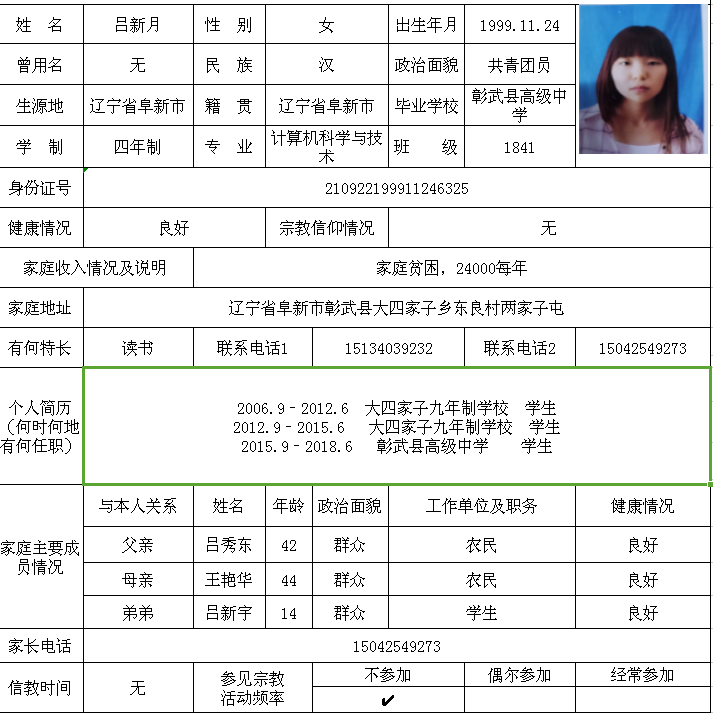 姓 名 吕新月 性 别 女 出生年月 1999.11.24
曾用名 无 民 族 汉 政治面貌 共青团员
生源地 辽宁省阜新市 籍 贯 辽宁省阜新市 毕业学校 彰武县高级中
学
学 制 四年制 专 业 计算机科学与技
术 班 级 1841
身份证号 210922199911246325
健康情况 良好 宗教信仰情况 无
家庭收入情况及说明 家庭贫困，24000每年
家庭地址 辽宁省阜新市彰武县大四家子乡东良村两家子屯
有何特长 读书 联系电话1 15134039232 联系电话2 15042549273
个人简历
（何时何地
有何任职）
2006.9－2012.6 大四家子九年制学校 学生
2012.9－2015.6 大四家子九年制学校 学生
2015.9－2018.6 彰武县高级中学 学生
家庭主要成
员情况
与本人关系 姓名 年龄 政治面貌 工作单位及职务 健康情况
父亲 吕秀东 42 群众 农民 良好
母亲 王艳华 44 群众 农民 良好
弟弟 吕新宇 14 群众 学生 良好
家长电话 15042549273
信教时间 无 参见宗教
活动频率
不参加 偶尔参加 经常参加
✔